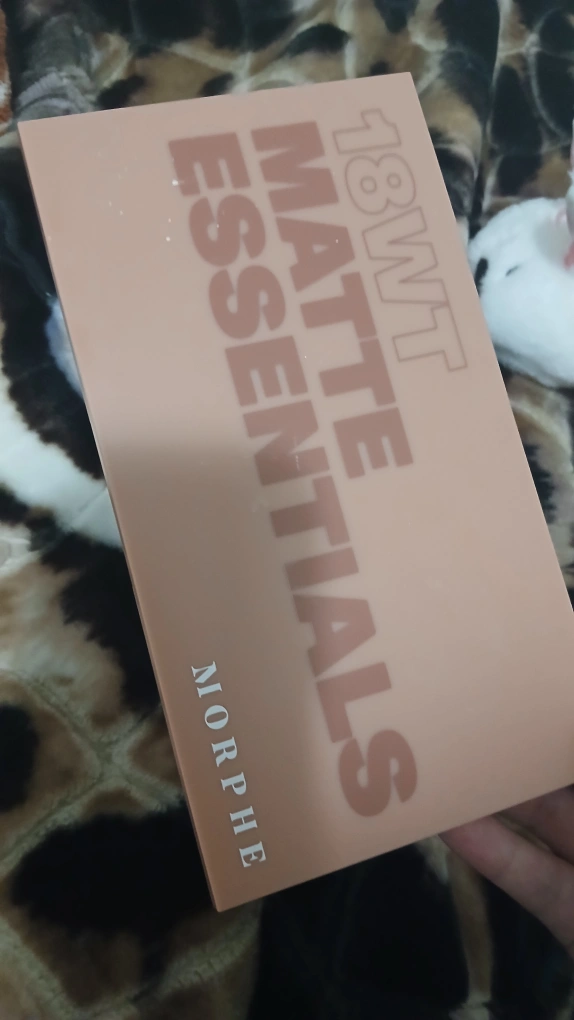 18WT
MATTE
ESSENTIALS
MORPHE